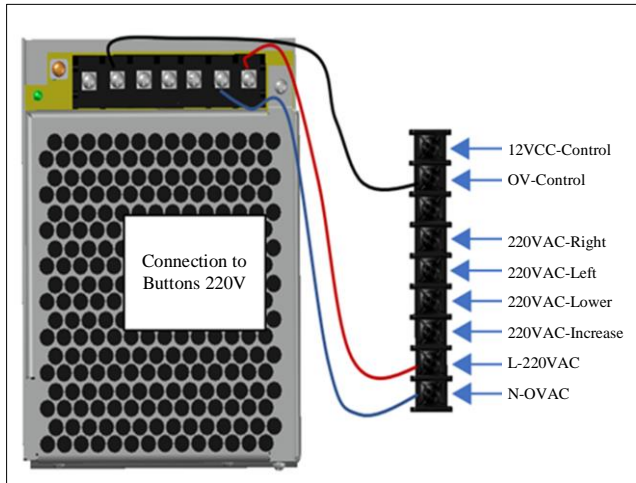 12VCC-Control
OV-Control
220VAC-Right
220VAC-Left
220VAC-Lower
220VAC-Increase
L-220VAC
N-OVAC
Connection to
Buttons 220V